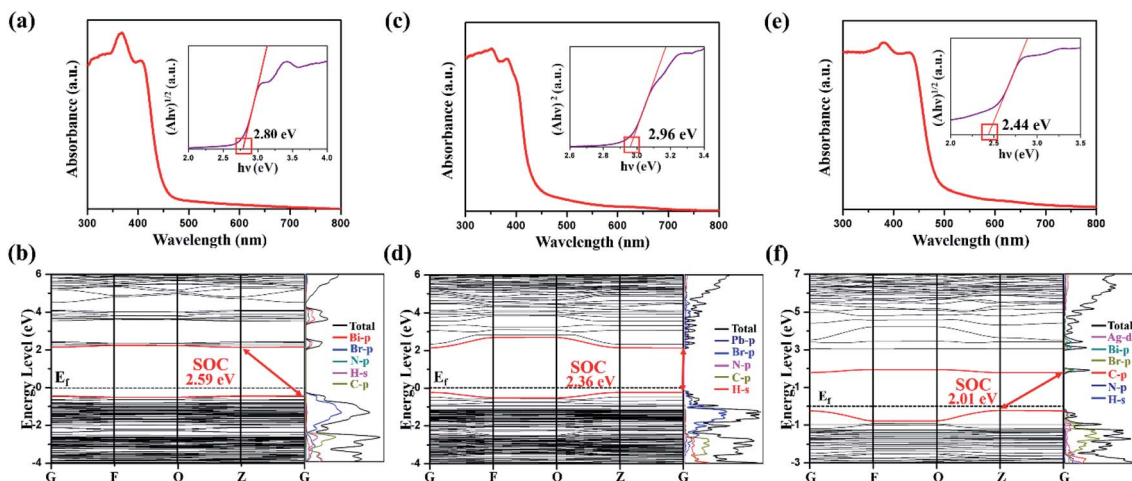 (a)
Absorbance (a.u.)
(Ahν)1/2 (a.u.)
2.80 eV
2.0 2.5 3.0 3.5 4.0
hν (eV)
300 400 500 600 700 800
Wavelength (nm)
(c)
Absorbance (a.u.)
(Ahν) 2 (a.u.)
2.96 eV
2.6 2.8 3.0 3.2 3.4
hν (eV)
300 400 500 600 700 800
Wavelength (nm)
(e)
Absorbance (a.u.)
(Ahν)1/2 (a.u.)
2.44 eV
2.0 2.5 3.0 3.5
hν (eV)
300 400 500 600 700 800
Wavelength (nm)
(b)
Energy Level (eV)
6
4
2
0
-2
-4
Ef
SOC
2.59 eV
Total
Bi-p
Br-p
N-p
H-s
C-p
G F Q Z G
(d)
Energy Level (eV)
6
4
2
0
-2
-4
Ef
SOC
2.36 eV
Total
Pb-p
Br-p
N-p
C-p
H-s
G F Q Z G
(f)
Energy Level (eV)
7
5
3
1
-1
-3
Ef
SOC
2.01 eV
Total
Ag-d
Bi-p
Br-p
C-p
N-p
H-s
G F Q Z G